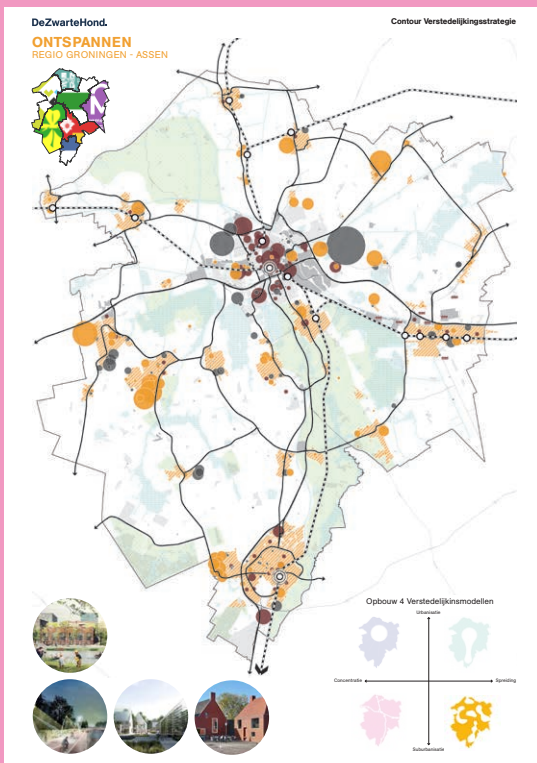 DeZwarteHond.
Contour Verstedelijkingsstrategie
ONTSPANNEN
REGIO GRONINGEN - ASSEN
Opbouw 4 Verstedelijkinsmodellen
Urbanisatie
Concentratie
Spreiding
Suburbanisatie